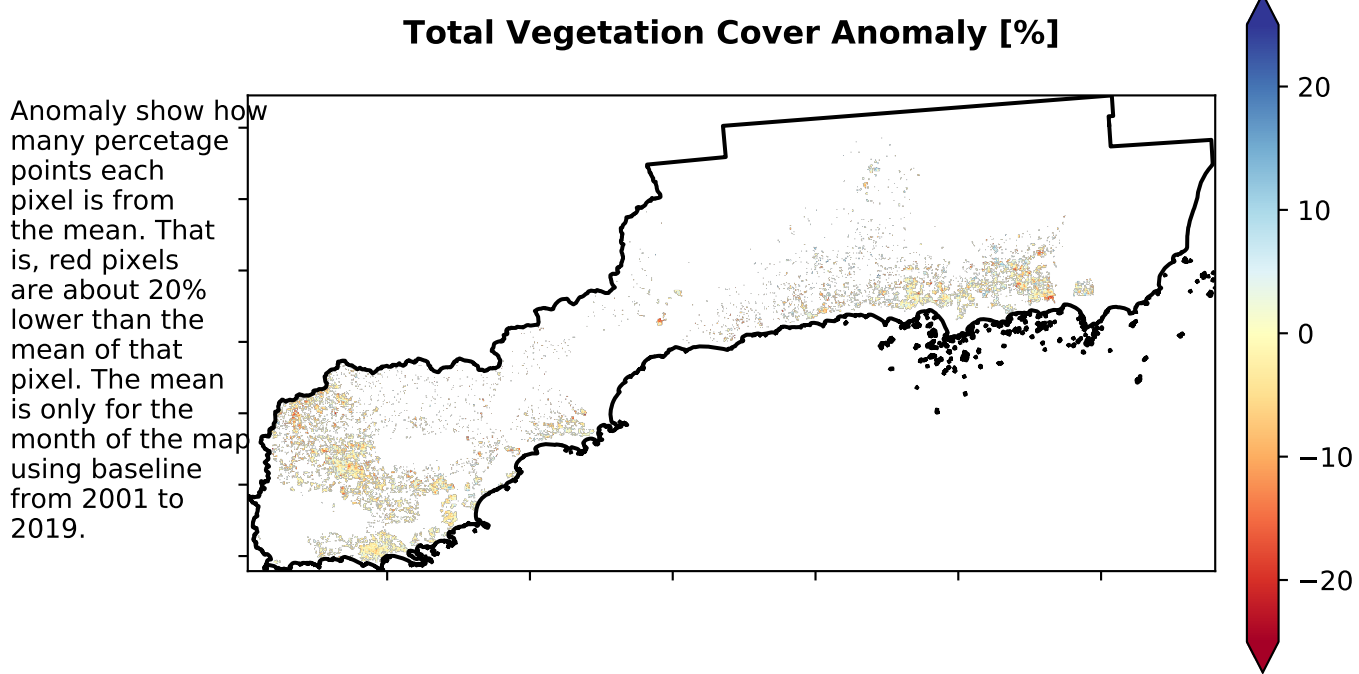 Total Vegetation Cover Anomaly [%]
Anomaly show how
many percetage
points each
pixel is from
the mean. That
is, red pixels
are about 20%
lower than the
mean of that
pixel. The mean
is only for the
month of the map
using baseline
from 2001 to
2019.
20
10
0
−10
−20